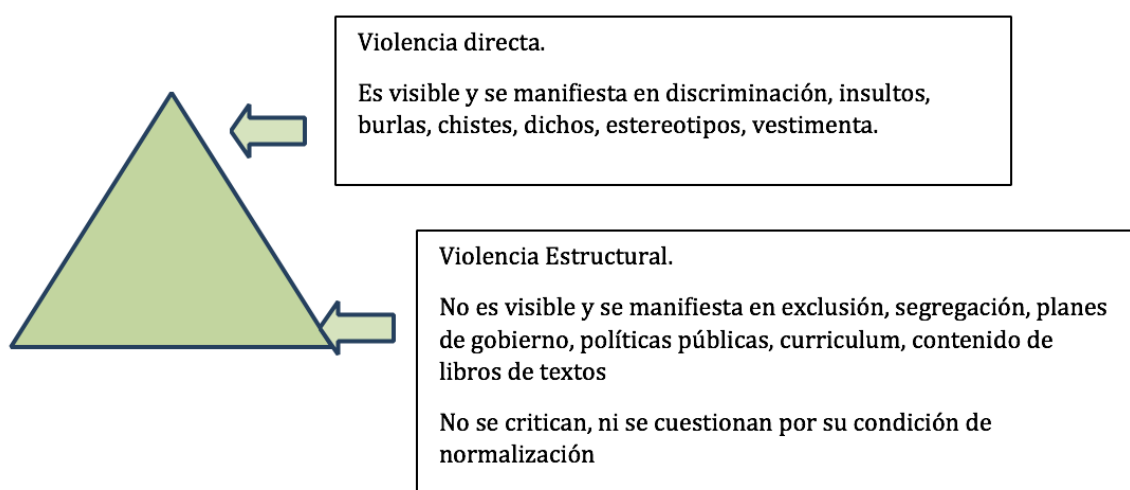 Violencia directa.
Es visible y se manifiesta en discriminación, insultos,
burlas, chistes, dichos, estereotipos, vestimenta.
Violencia Estructural.
No es visible y se manifiesta en exclusión, segregación, planes
de gobierno, políticas públicas, curriculum, contenido de
libros de textos
No se critican, ni se cuestionan por su condición de
normalización